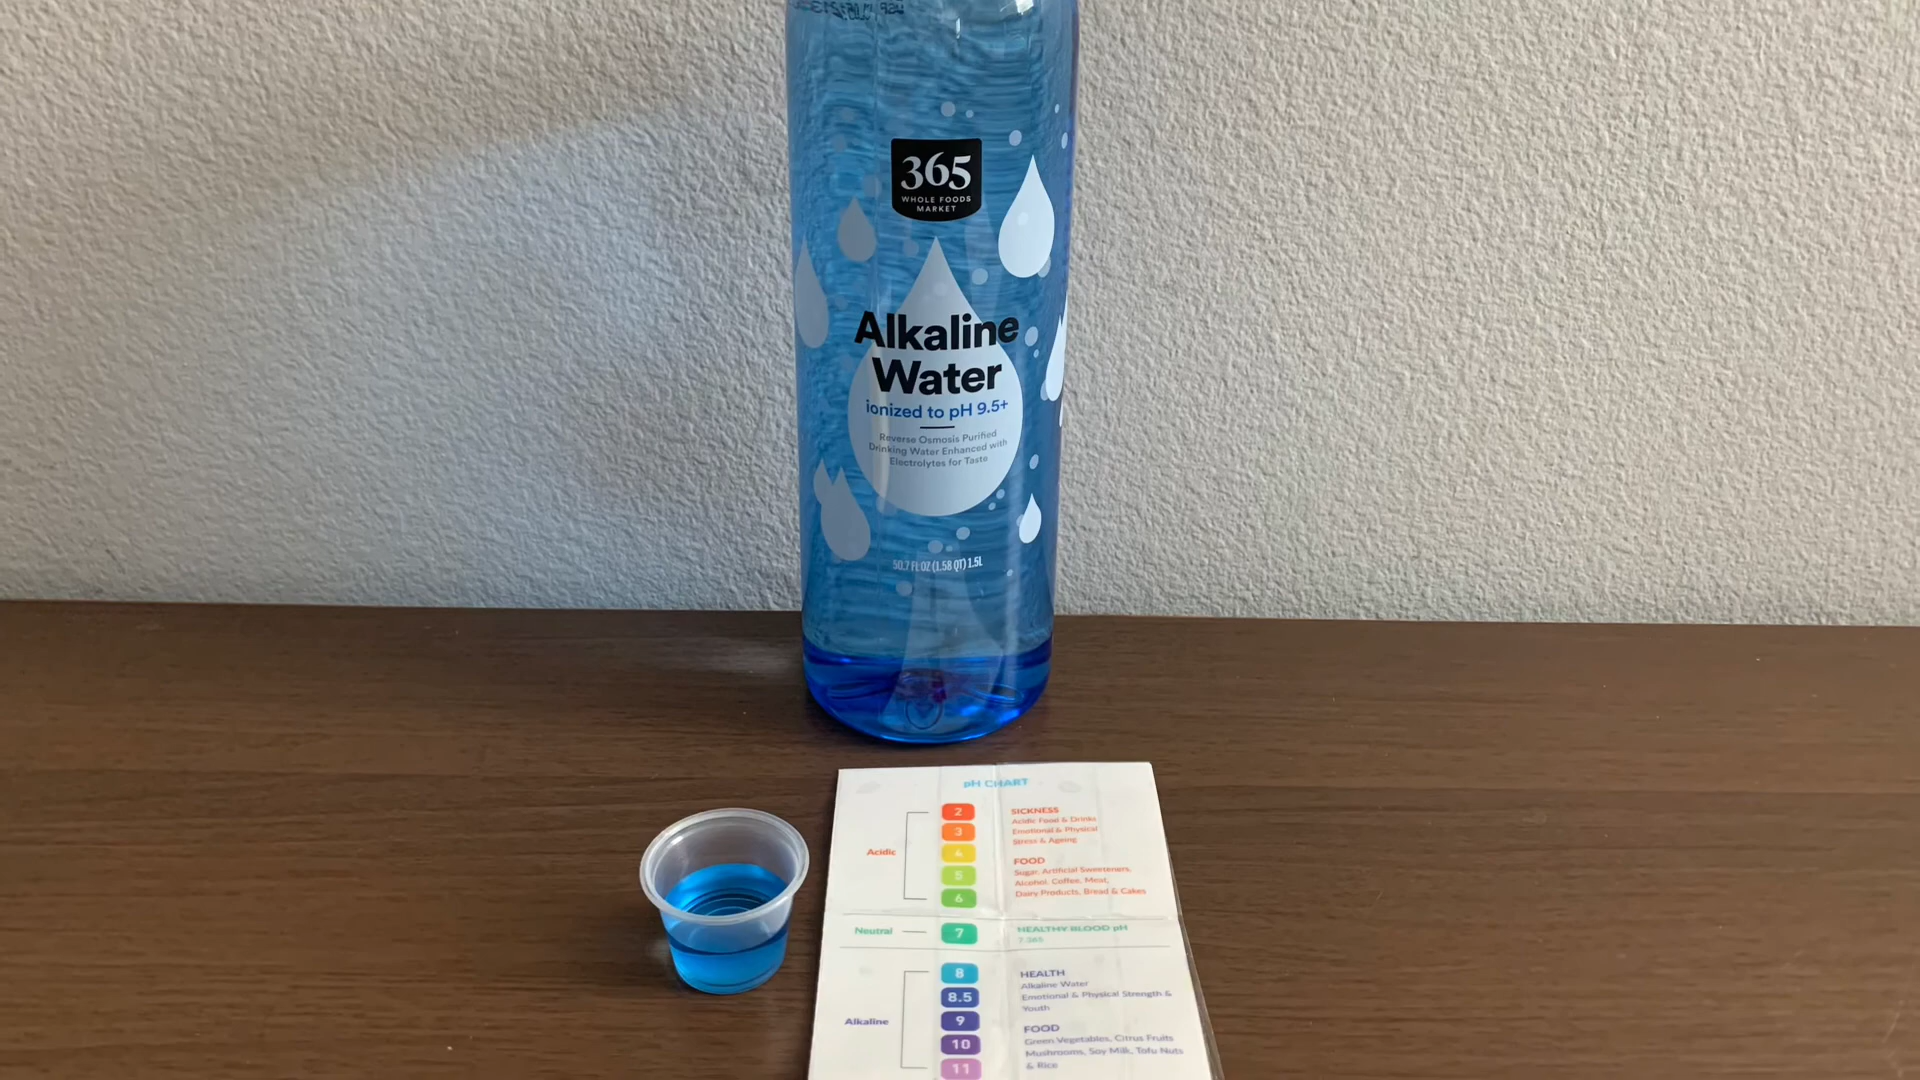 365
WHOLE FOODS
MARKET
Alkaline
Water
ionized to pH 9.5+
Reverse Osmosis Purified
Drinking Water Enhanced with
Electrolytes for Taste
50.7 FL OZ (1.58 QT) 1.5L
pH CHART
Acidic
2
3
4
5
6
SICKNESS
Acidic Food & Drinks
Emotional & Physical
Stress & Ageing
FOOD
Sugar, Artificial Sweeteners,
Alcohol, Coffee, Meat,
Dairy Products, Bread & Cakes
Neutral
7
HEALTHY BLOOD pH
7.365
Alkaline
8
8.5
9
10
11
HEALTH
Alkaline Water
Emotional & Physical Strength &
Youth
FOOD
Green Vegetables, Citrus Fruits
Mushrooms, Soy Milk, Tofu Nuts
& Rice